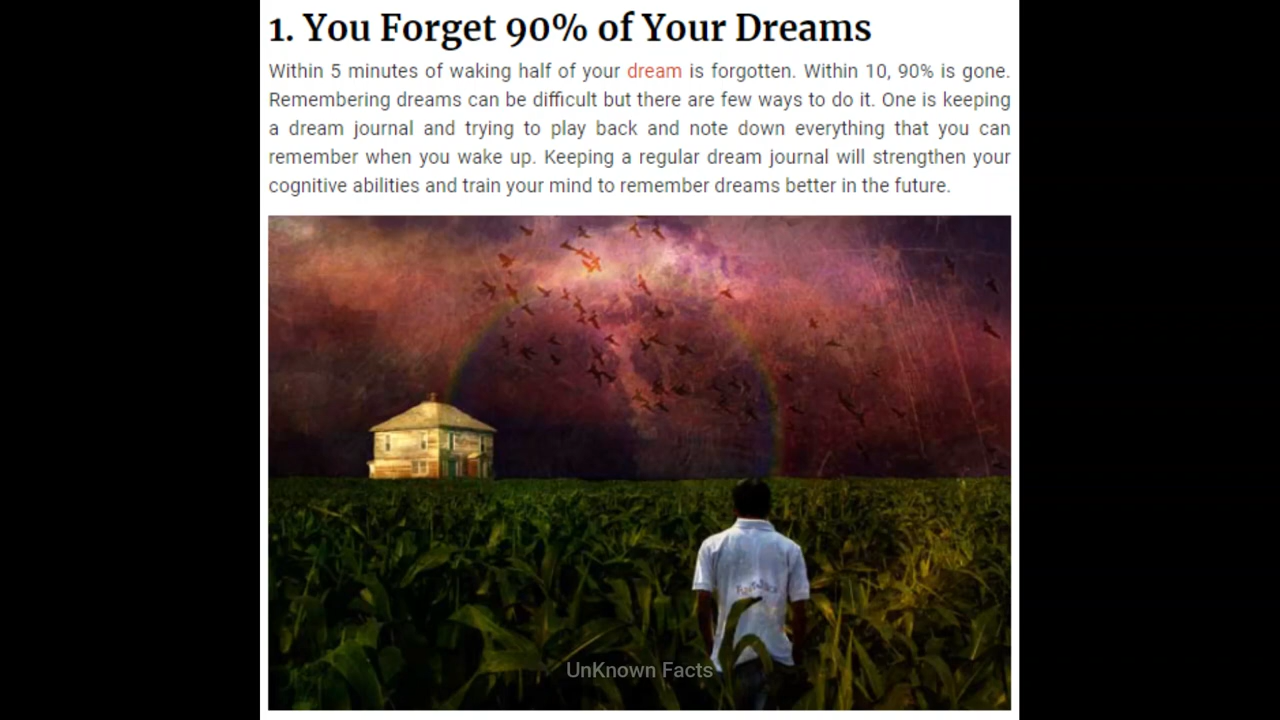 1. You Forget 90% of Your Dreams
Within 5 minutes of waking half of your dream is forgotten. Within 10, 90% is gone.
Remembering dreams can be difficult but there are few ways to do it. One is keeping
a dream journal and trying to play back and note down everything that you can
remember when you wake up. Keeping a regular dream journal will strengthen your
cognitive abilities and train your mind to remember dreams better in the future.
UnKnown Facts